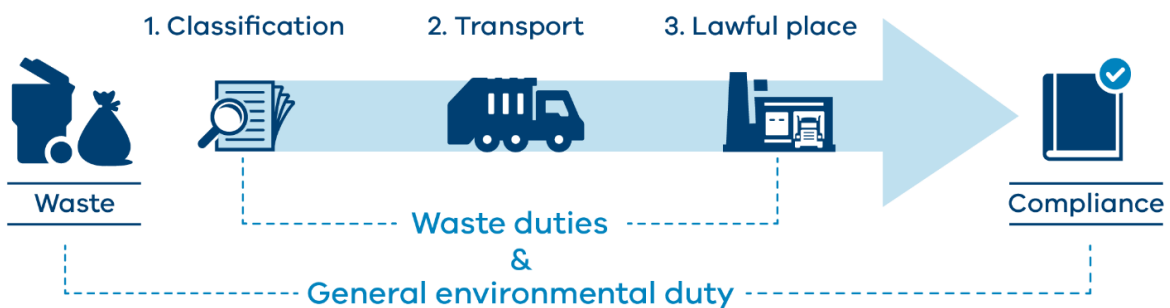 1. Classification
2. Transport
3. Lawful place
Waste
Compliance
Waste duties
&
General environmental duty